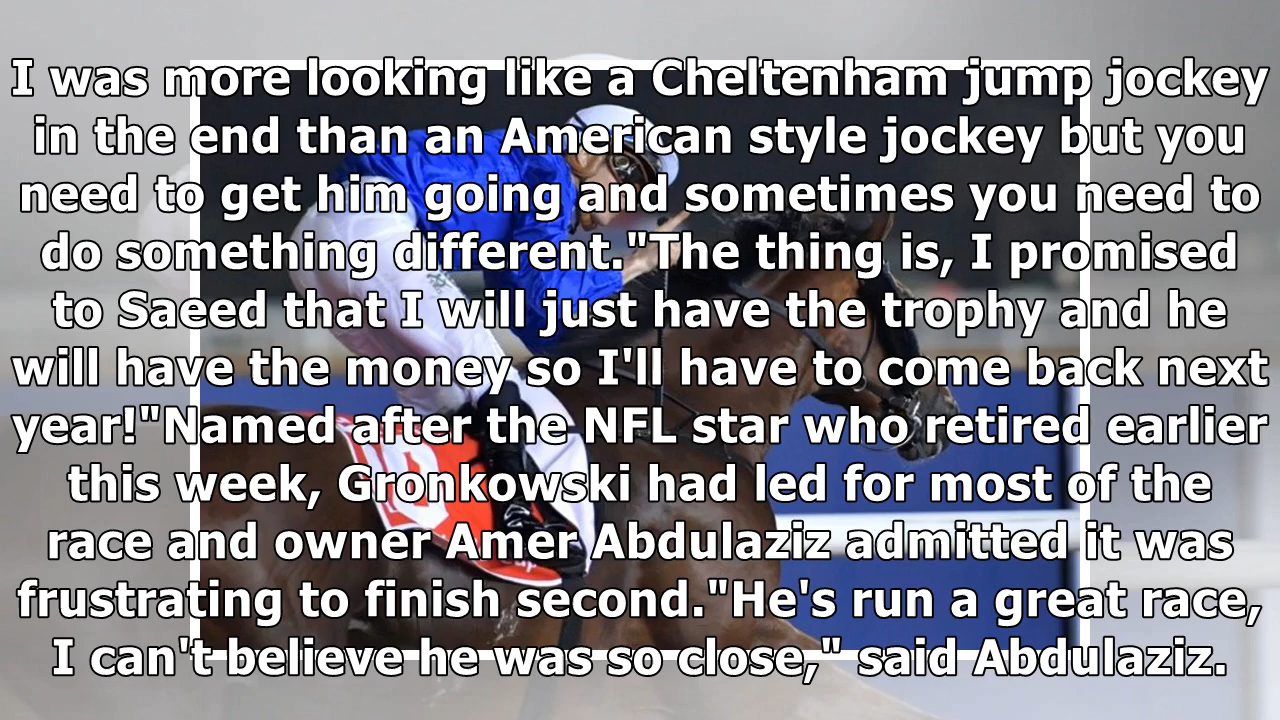 I was more looking like a Cheltenham jump jockey
in the end than an American style jockey but you
need to get him going and sometimes you need to
do something different."The thing is, I promised
to Saeed that I will just have the trophy and he
will have the money so I'll have to come back next
year!"Named after the NFL star who retired earlier
this week, Gronkowski had led for most of the
race and owner Amer Abdulaziz admitted it was
frustrating to finish second."He's run a great race,
I can't believe he was so close," said Abdulaziz.